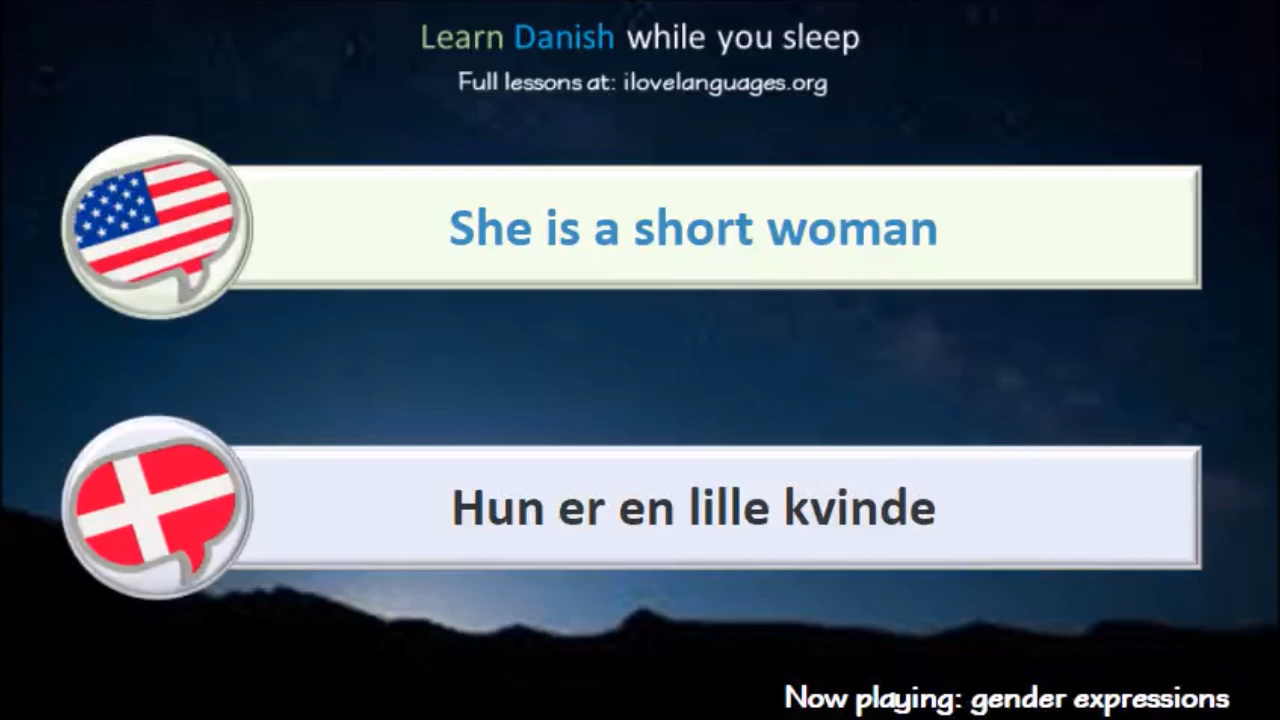 Learn Danish while you sleep
Full lessons at: ilovelanguages.org
She is a short woman
Hun er en lille kvinde
Now playing: gender expressions